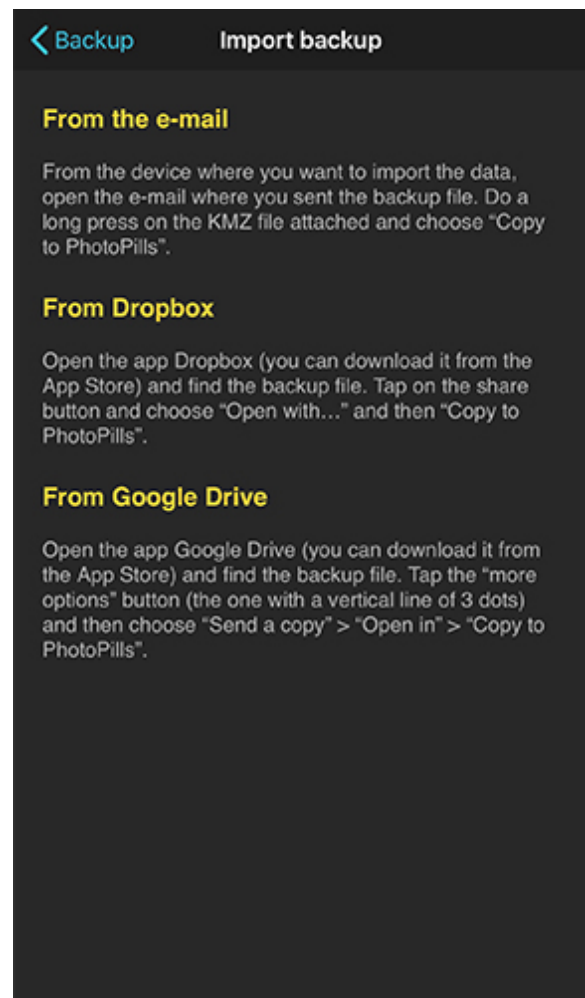 Backup
Import backup
From the e-mail
From the device where you want to import the data,
open the e-mail where you sent the backup file. Do a
long press on the KMZ file attached and choose “Copy
to PhotoPills”.
From Dropbox
Open the app Dropbox (you can download it from the
App Store) and find the backup file. Tap on the share
button and choose “Open with…” and then “Copy to
PhotoPills”.
From Google Drive
Open the app Google Drive (you can download it from
the App Store) and find the backup file. Tap the “more
options” button (the one with a vertical line of 3 dots)
and then choose “Send a copy” > “Open in” > “Copy to
PhotoPills”.